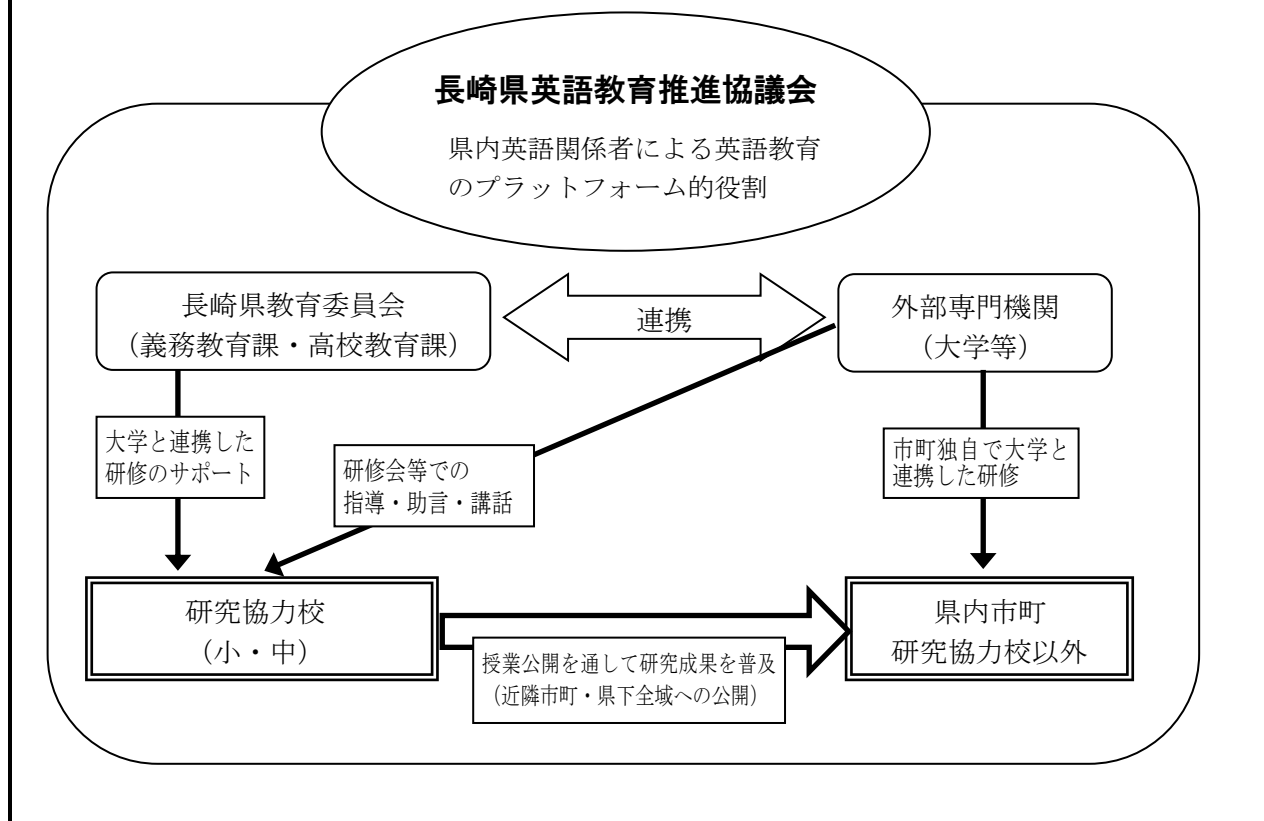 長崎県英語教育推進協議会
県内英語関係者による英語教育
のプラットフォーム的役割
長崎県教育委員会
（義務教育課・高校教育課）
連携
外部専門機関
（大学等）
大学と連携した
研修のサポート
研修会等での
指導・助言・講話
市町独自で大学と
連携した研修
研究協力校
（小・中）
授業公開を通して研究成果を普及
（近隣市町・県下全域への公開）
県内市町
研究協力校以外